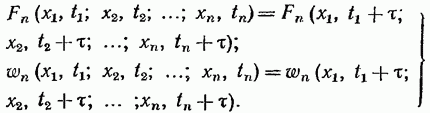 Fₙ (x₁, t₁; x₂, t₂; ...; xₙ, tₙ) = Fₙ (x₁, t₁ + τ;
x₂, t₂ + τ; ...; xₙ, tₙ + τ);
wₙ (x₁, t₁; x₂, t₂; ...; xₙ, tₙ) = wₙ (x₁, t₁ + τ;
x₂, t₂ + τ; ... ;xₙ, tₙ + τ).